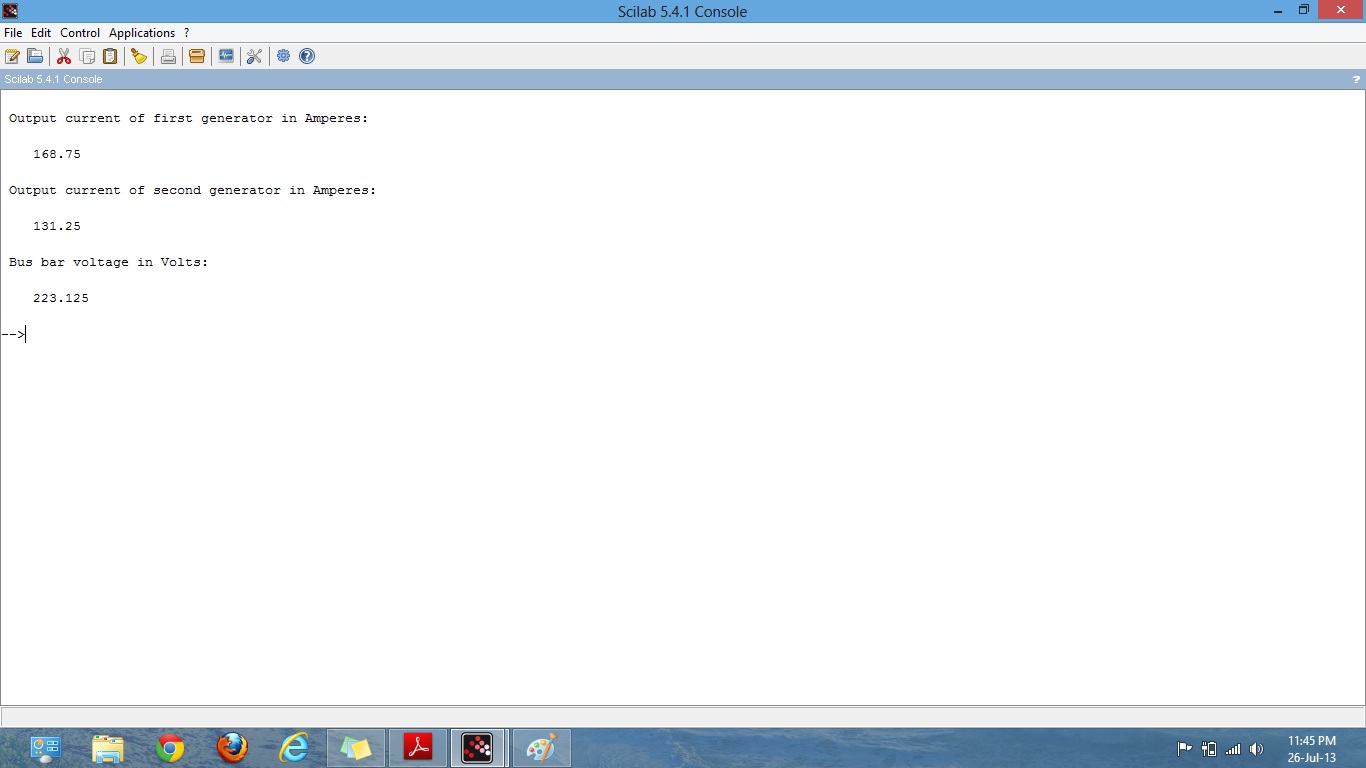 Scilab 5.4.1 Console
File Edit Control Applications ?
Scilab 5.4.1 Console ?
Output current of first generator in Amperes:
168.75
Output current of second generator in Amperes:
131.25
Bus bar voltage in Volts:
223.125
-->
11:45 PM
26-Jul-13